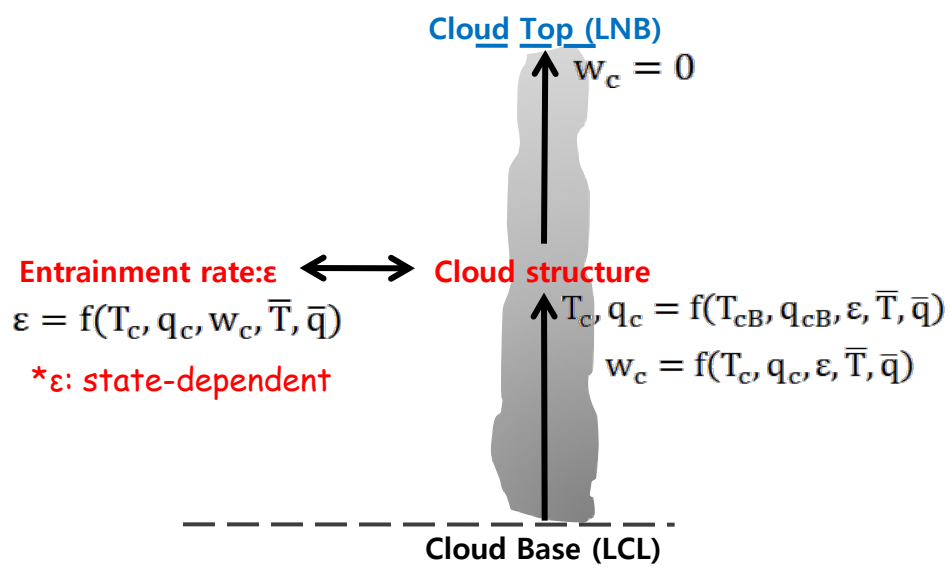 Cloud Top (LNB)
w_c = 0
Entrainment rate:ε
Cloud structure
ε = f(T_c, q_c, w_c, T̅, q̅)
T_c, q_c = f(T_cB, q_cB, ε, T̅, q̅)
*ε: state-dependent
w_c = f(T_c, q_c, ε, T̅, q̅)
Cloud Base (LCL)